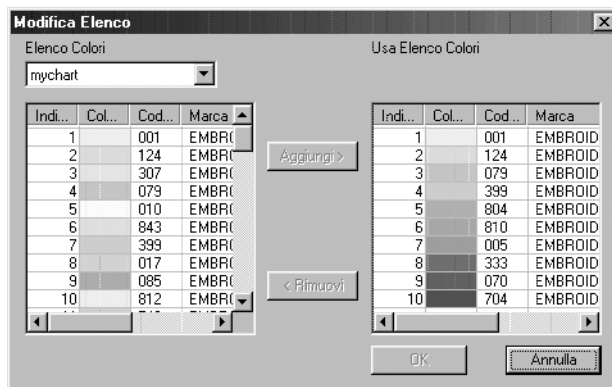 Modifica Elenco
Elenco Colori
Usa Elenco Colori
mychart
Indi... Col... Cod... Marca
1 001 EMBR
2 124 EMBR
3 307 EMBR
4 079 EMBR
5 010 EMBR
6 843 EMBR
7 399 EMBR
8 017 EMBR
9 085 EMBR
10 812 EMBR
Aggiungi >
< Rimuovi
Indi... Col... Cod... Marca
1 001 EMBROID
2 124 EMBROID
3 079 EMBROID
4 399 EMBROID
5 804 EMBROID
6 810 EMBROID
7 005 EMBROID
8 333 EMBROID
9 070 EMBROID
10 704 EMBROID
OK
Annulla